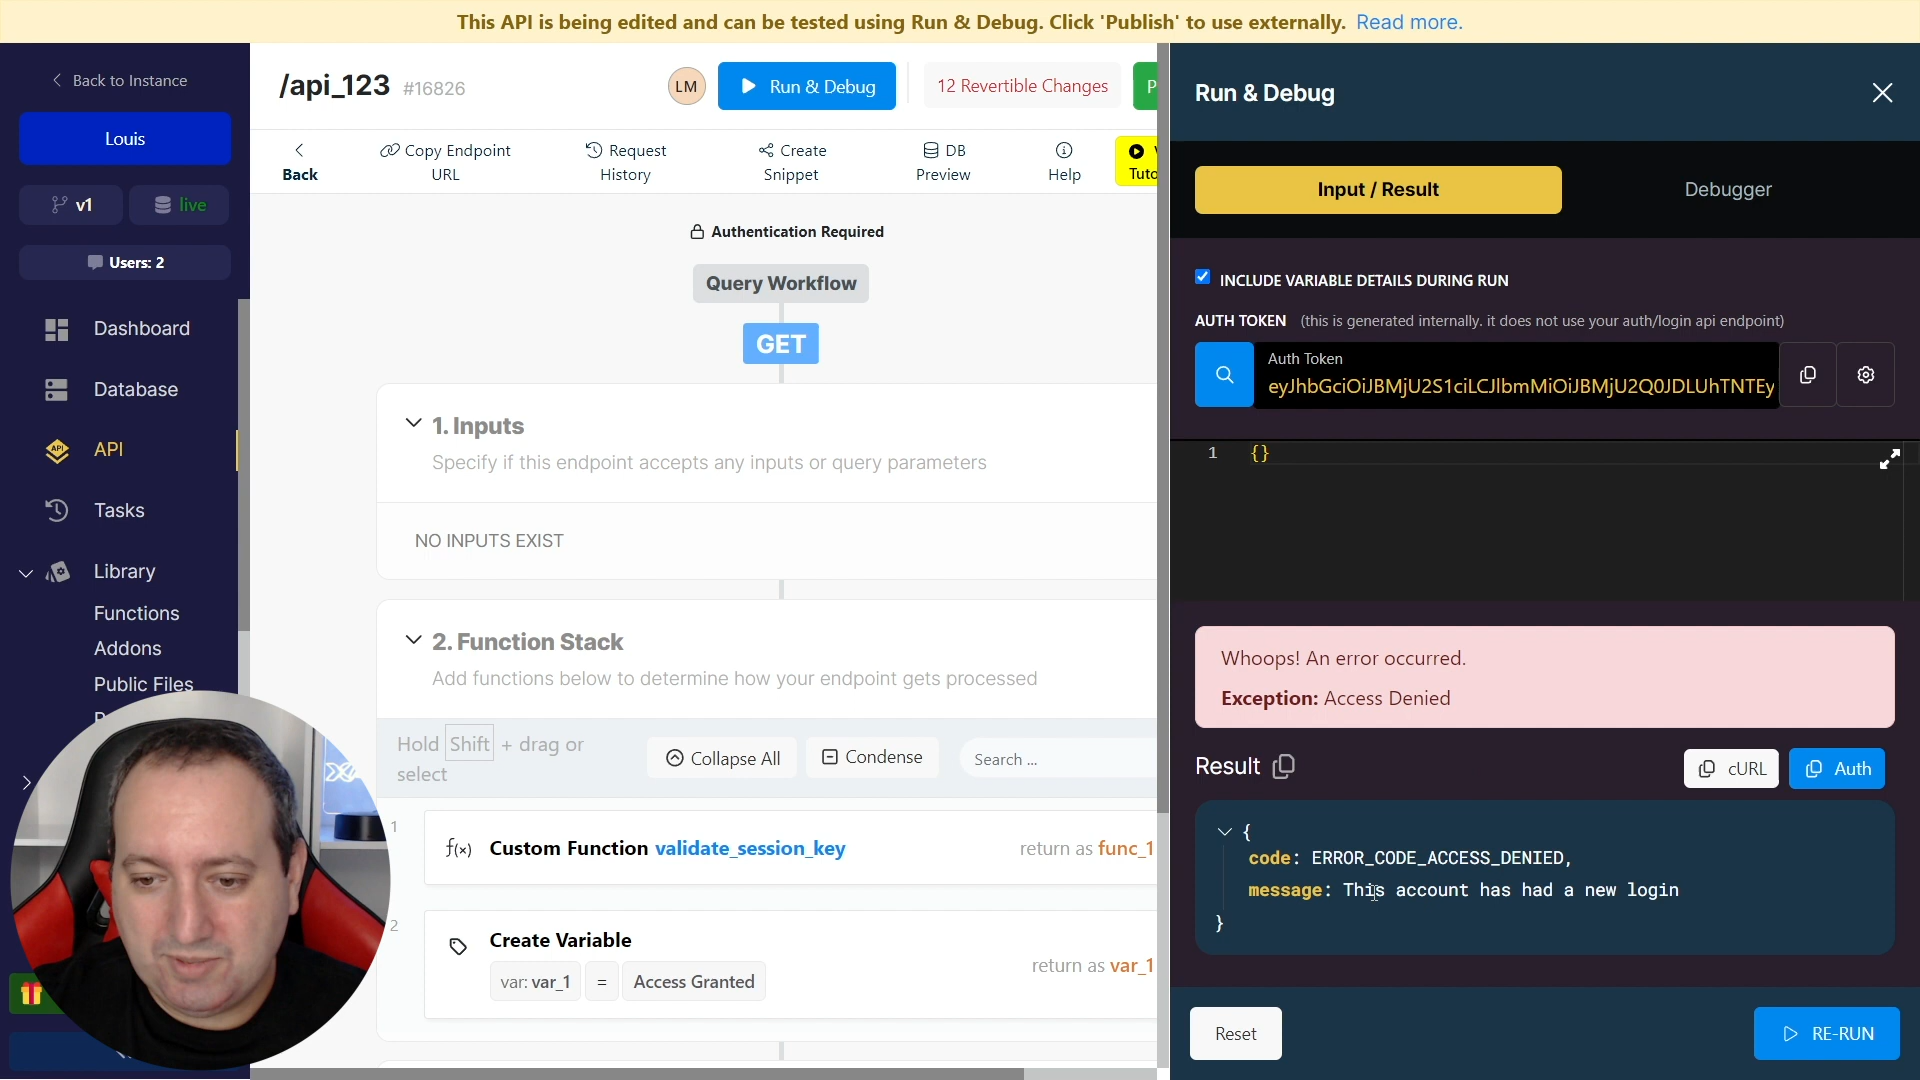 This API is being edited and can be tested using Run & Debug. Click 'Publish' to use externally. Read more.
Back to Instance
Louis
v1
live
Users: 2
Dashboard
Database
API
Tasks
Library
Functions
Addons
Public Files
/api_123 #16826
LM
Run & Debug
12 Revertible Changes
Back
Copy Endpoint
URL
Request
History
Create
Snippet
DB
Preview
Help
Authentication Required
Query Workflow
GET
1. Inputs
Specify if this endpoint accepts any inputs or query parameters
NO INPUTS EXIST
2. Function Stack
Add functions below to determine how your endpoint gets processed
Hold Shift + drag or
select
Collapse All
Condense
Search ...
1
f(x) Custom Function validate_session_key
return as func_1
2
Create Variable
var: var_1 = Access Granted
return as var_1
Run & Debug
Input / Result
Debugger
INCLUDE VARIABLE DETAILS DURING RUN
AUTH TOKEN (this is generated internally. it does not use your auth/login api endpoint)
Auth Token
eyJhbGciOiJBMjU2S1ciLCJlbmMiOiJBMjU2Q0JDLUhTNTEy
1 {}
Whoops! An error occurred.
Exception: Access Denied
Result
cURL
Auth
{
code: ERROR_CODE_ACCESS_DENIED,
message: This account has had a new login
}
Reset
RE-RUN